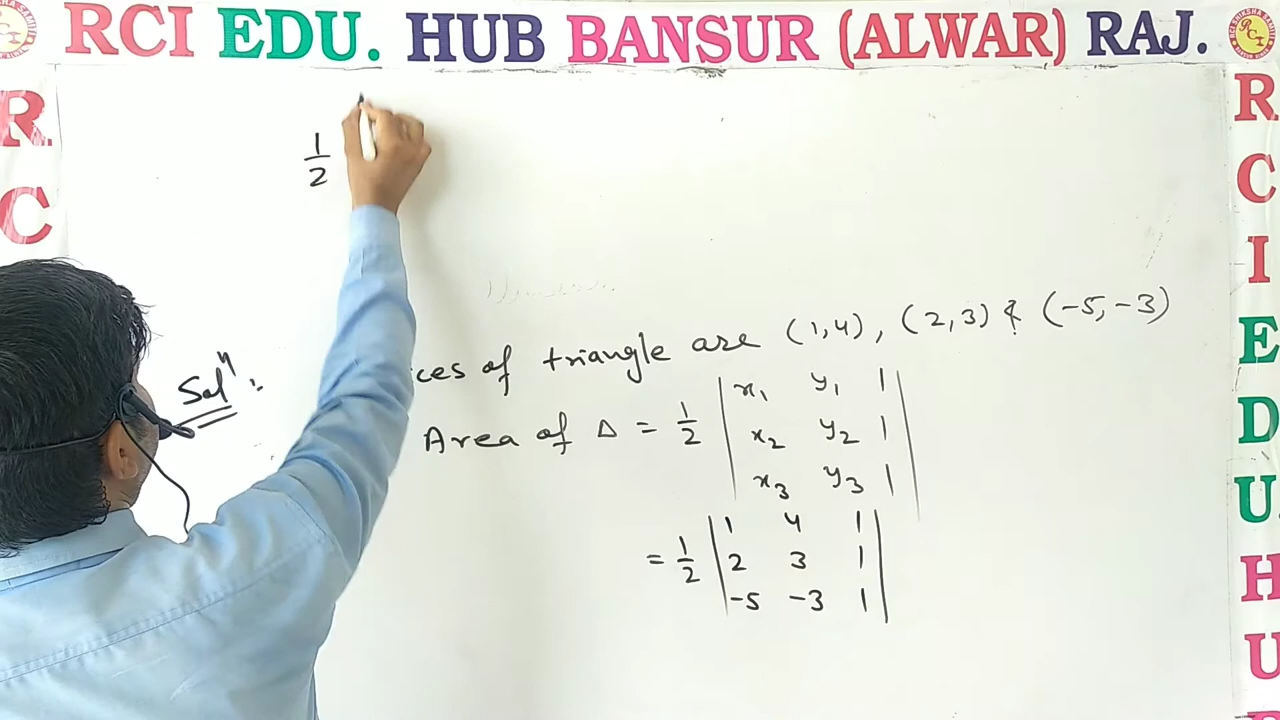 RCI EDU. HUB BANSUR (ALWAR) RAJ.
R
C
R
C
I
E
D
U.
H
U
1/2
Solⁿ :
ces of triangle are (1,4), (2,3) & (-5,-3)
Area of Δ = 1/2 | x₁ y₁ 1 |
| x₂ y₂ 1 |
| x₃ y₃ 1 |
= 1/2 | 1 4 1 |
| 2 3 1 |
| -5 -3 1 |